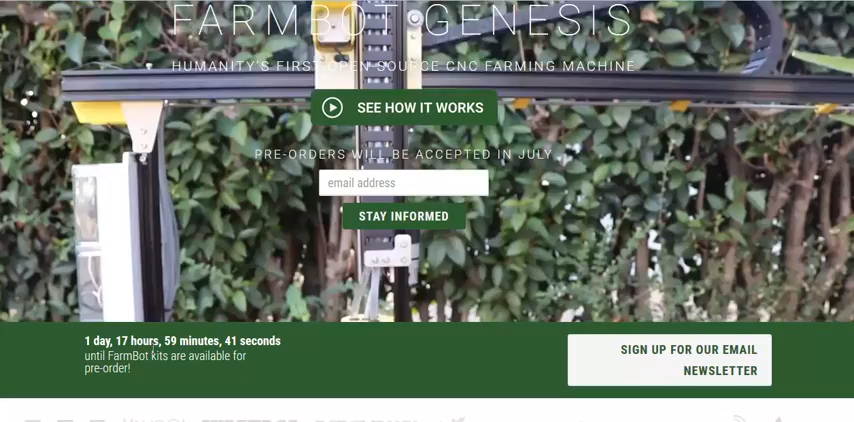 FARMBOT GENESIS
HUMANITY'S FIRST OPEN-SOURCE CNC FARMING MACHINE
SEE HOW IT WORKS
PRE-ORDERS WILL BE ACCEPTED IN JULY
email address
STAY INFORMED
1 day, 17 hours, 59 minutes, 41 seconds
until FarmBot kits are available for
pre-order!
SIGN UP FOR OUR EMAIL
NEWSLETTER